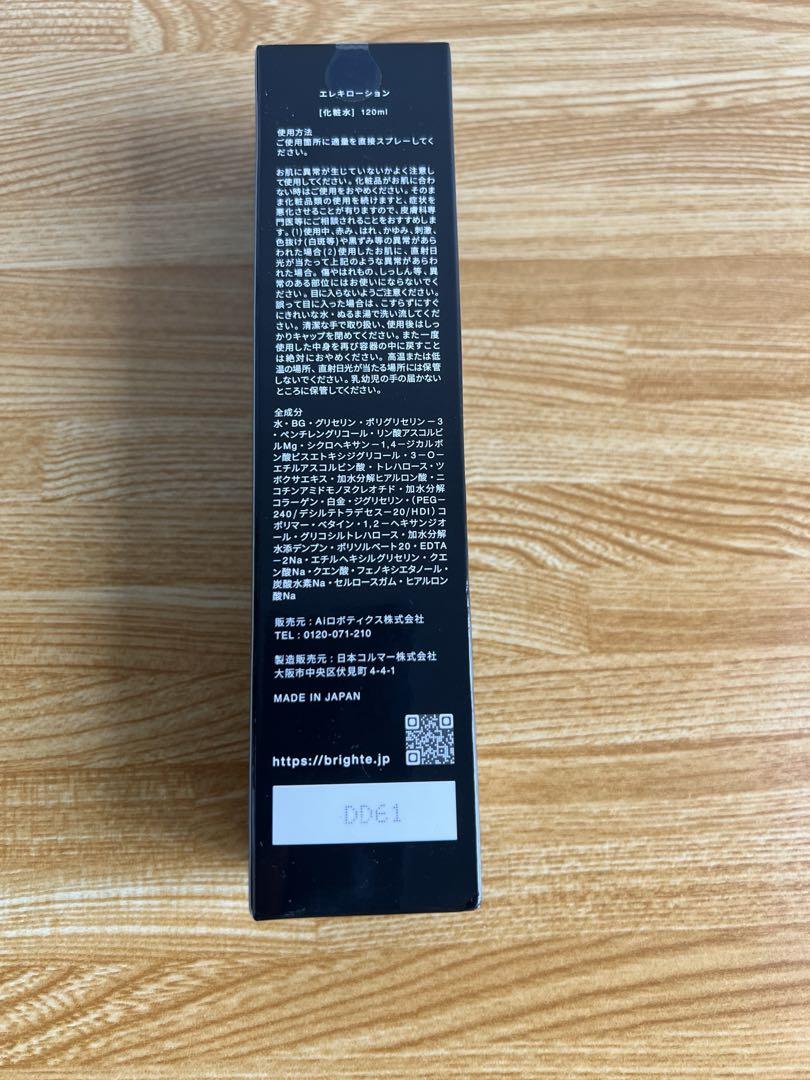 エレキローション
[化粧水] 120ml
使用方法
ご使用箇所に適量を直接スプレーしてく
ださい。
お肌に異常が生じていないかよく注意し
て使用してください。化粧品がお肌に合わ
ない時はご使用をおやめください。そのま
ま化粧品類の使用を続けますと、症状を
悪化させることが有りますので、皮膚科専
門医等にご相談されることをおすすめしま
す。(1)使用中、赤み、はれ、かゆみ、刺激、
色抜け(白斑等)や黒ずみ等の異常があら
われた場合(2)使用したお肌に、直射日
光が当たって上記のような異常があらわ
れた場合。傷やはれもの、しっしん等、異
常のある部位にはお使いにならないでく
ださい。目に入らないようご注意ください。
誤って目に入った場合は、こすらずにすぐ
にきれいな水・ぬるま湯で洗い流してくだ
さい。清潔な手で取り扱い、使用後はしっ
かりキャップを閉めてください。また一度
使用した中身を再び容器の中に戻すこと
は絶対におやめください。高温または低
温の場所、直射日光が当たる場所には保管
しないでください。乳幼児の手の届かない
ところに保管してください。
全成分
水・BG・グリセリン・ポリグリセリン-3
・ペンチレングリコール・リン酸アスコルビ
ルMg・シクロヘキサン-1,4-ジカルボ
ン酸ビスエトキシジグリコール・3-O-
エチルアスコルビン酸・トレハロース・ツ
ボクサエキス・加水分解ヒアルロン酸・ニ
コチンアミドモノヌクレオチド・加水分解
コラーゲン・白金・ジグリセリン・(PEG-
240/デシルテトラデセス-20/HDI)コ
ポリマー・ベタイン・1,2-ヘキサンジオ
ール・グリコシルトレハロース・加水分解
水添デンプン・ポリソルベート20・EDTA
-2Na・エチルヘキシルグリセリン・クエ
ン酸Na・クエン酸・フェノキシエタノール・
炭酸水素Na・セルロースガム・ヒアルロン
酸Na
販売元:Aiロボティクス株式会社
TEL:0120-071-210
製造販売元:日本コルマー株式会社
大阪市中央区伏見町4-4-1
MADE IN JAPAN
https://brighte.jp
DD61